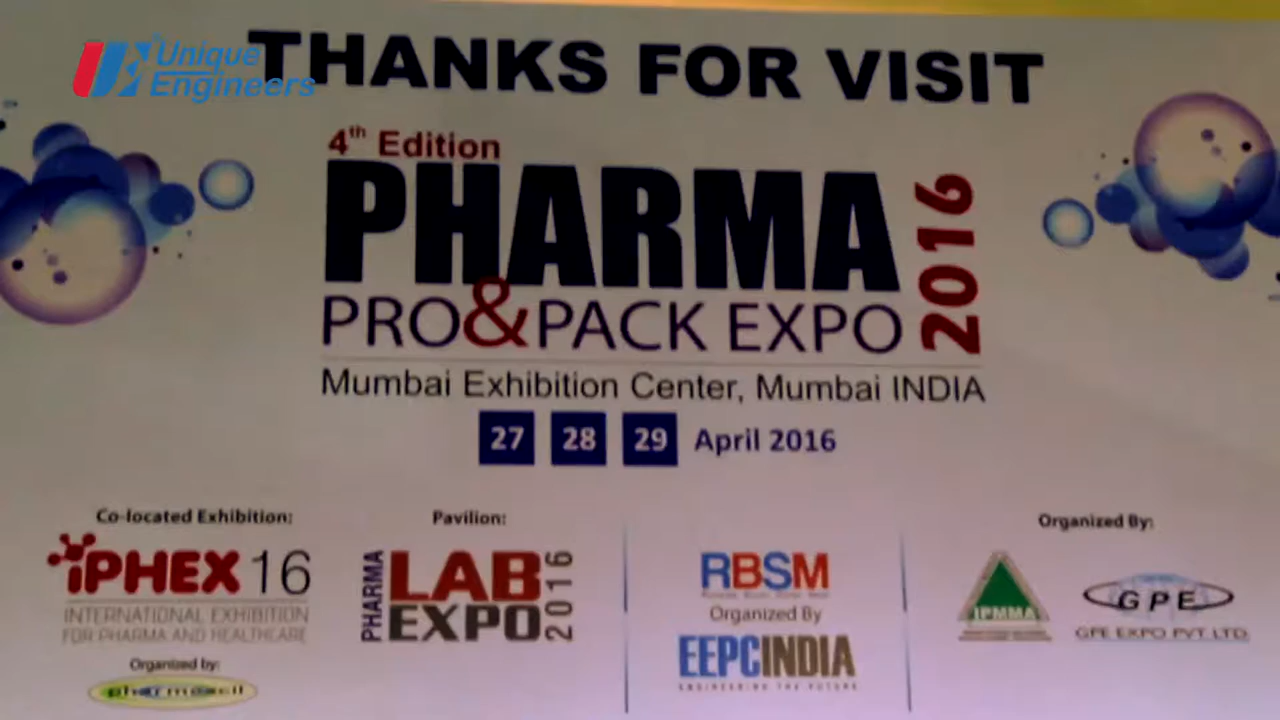 Unique
Engineers
THANKS FOR VISIT
4th Edition
PHARMA
PRO&PACK EXPO
2016
Mumbai Exhibition Center, Mumbai INDIA
27 28 29 April 2016
Co-located Exhibition:
iPHEX 16
INTERNATIONAL EXHIBITION
FOR PHARMA AND HEALTHCARE
Organized by:
pharmexcil
Pavilion:
PHARMA
LAB
EXPO
2016
RBSM
Organized By
EEPCINDIA
ENGINEERING THE FUTURE
Organized By:
IPMMA
GPE
GPE EXPO PVT. LTD.